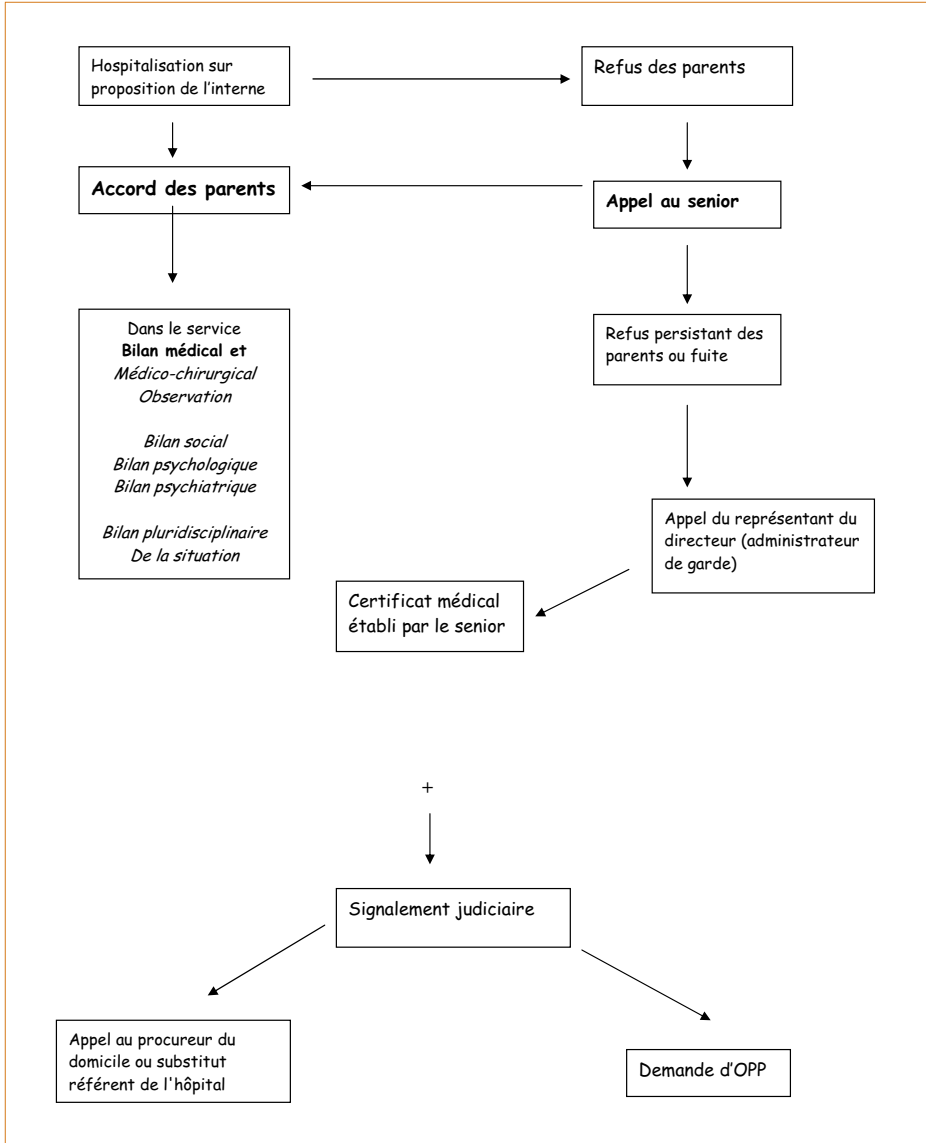 Hospitalisation sur
proposition de l'interne
Refus des parents
Accord des parents
Appel au senior
Dans le service
Bilan médical et
Médico-chirurgical
Observation
Bilan social
Bilan psychologique
Bilan psychiatrique
Bilan pluridisciplinaire
De la situation
Refus persistant des
parents ou fuite
Appel du représentant du
directeur (administrateur
de garde)
Certificat médical
établi par le senior
+
Signalement judiciaire
Appel au procureur du
domicile ou substitut
référent de l'hôpital
Demande d'OPP